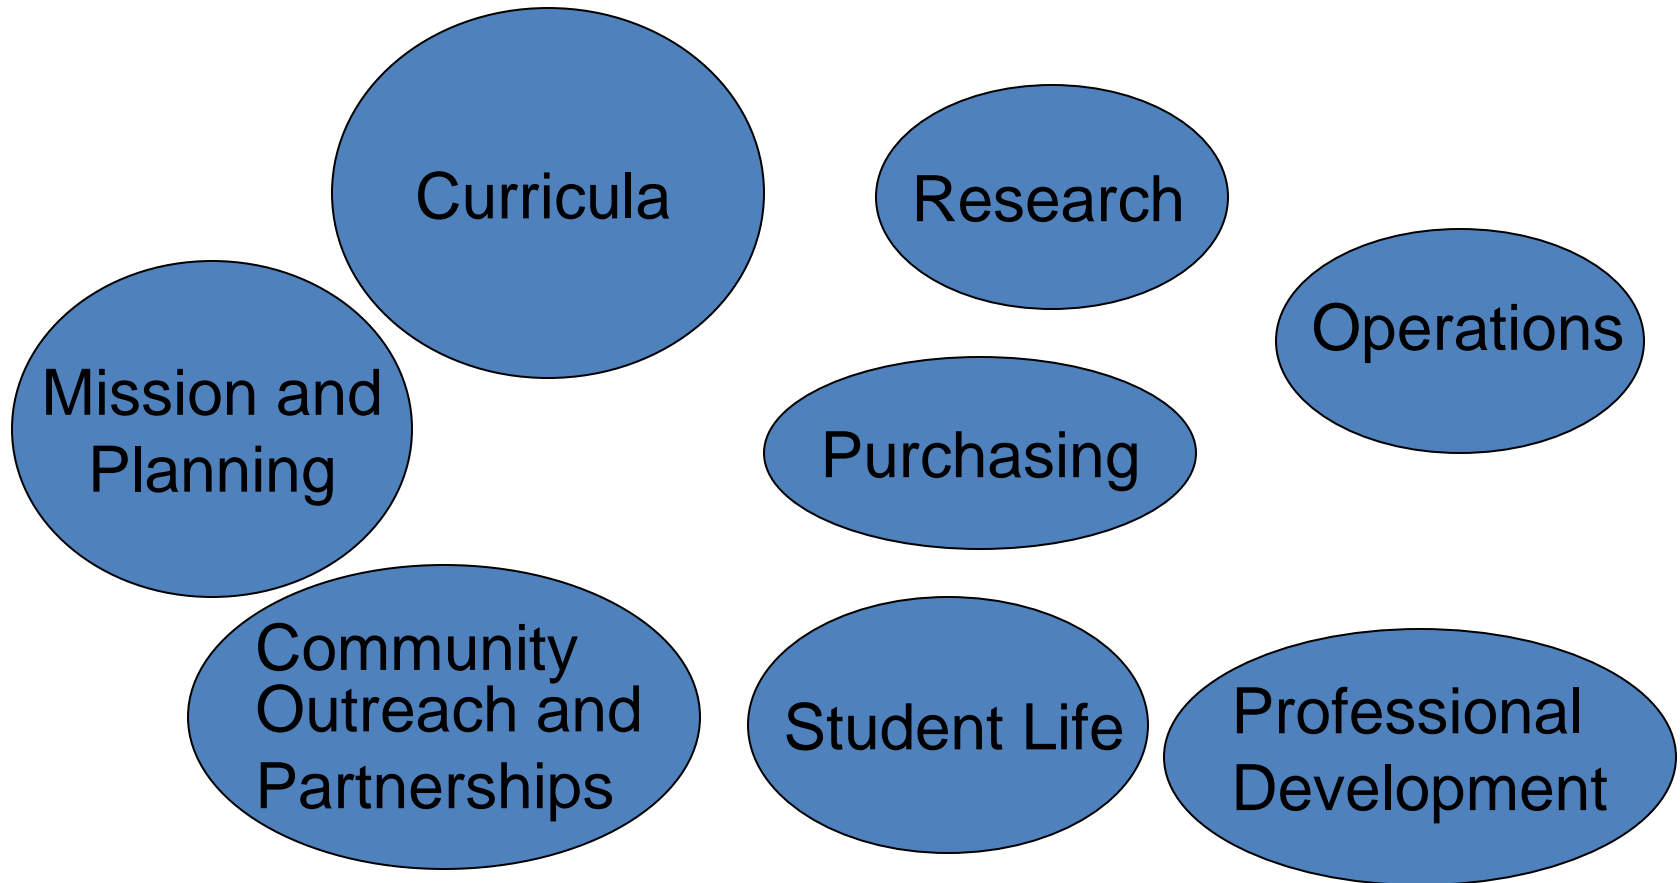 Curricula
Research
Operations
Mission and
Planning
Purchasing
Community
Outreach and
Partnerships
Student Life
Professional
Development